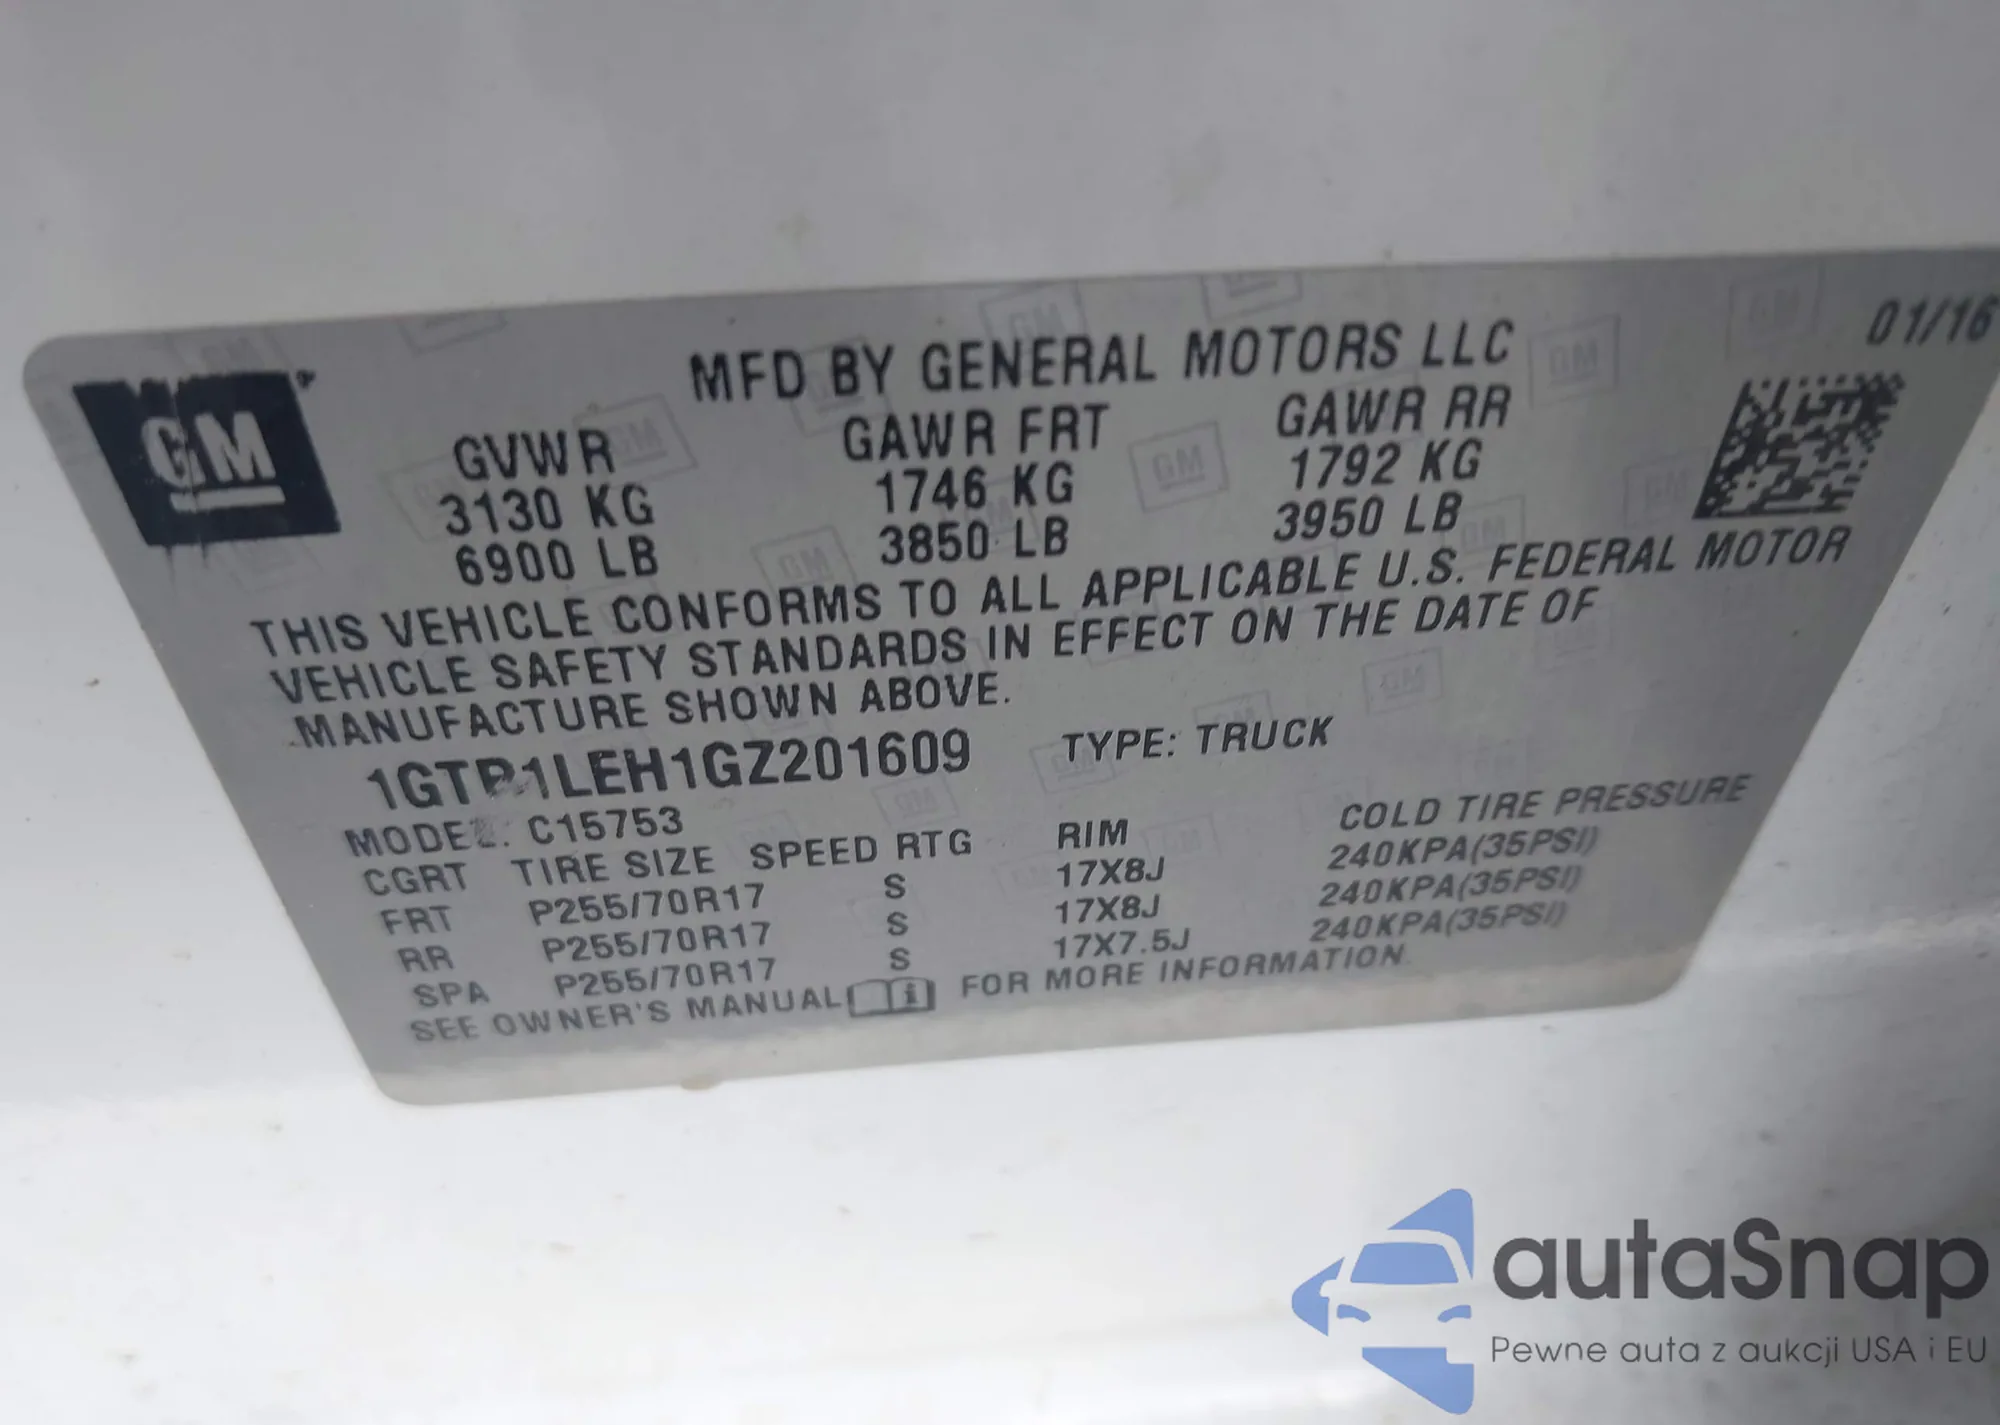 01/16
GM
MFD BY GENERAL MOTORS LLC
GVWR GAWR FRT GAWR RR
3130 KG 1746 KG 1792 KG
6900 LB 3850 LB 3950 LB
THIS VEHICLE CONFORMS TO ALL APPLICABLE U.S. FEDERAL MOTOR
VEHICLE SAFETY STANDARDS IN EFFECT ON THE DATE OF
MANUFACTURE SHOWN ABOVE.
TYPE: TRUCK
C15753
CGRT TIRE SIZE SPEED RTG RIM COLD TIRE PRESSURE
FRT P255/70R17 S 17X8J 240KPA(35PSI)
RR P255/70R17 S 17X8J 240KPA(35PSI)
SPA P255/70R17 S 17X7.5J 240KPA(35PSI)
SEE OWNER'S MANUAL FOR MORE INFORMATION.
autaSnap
Pewne auta z aukcji USA i EU